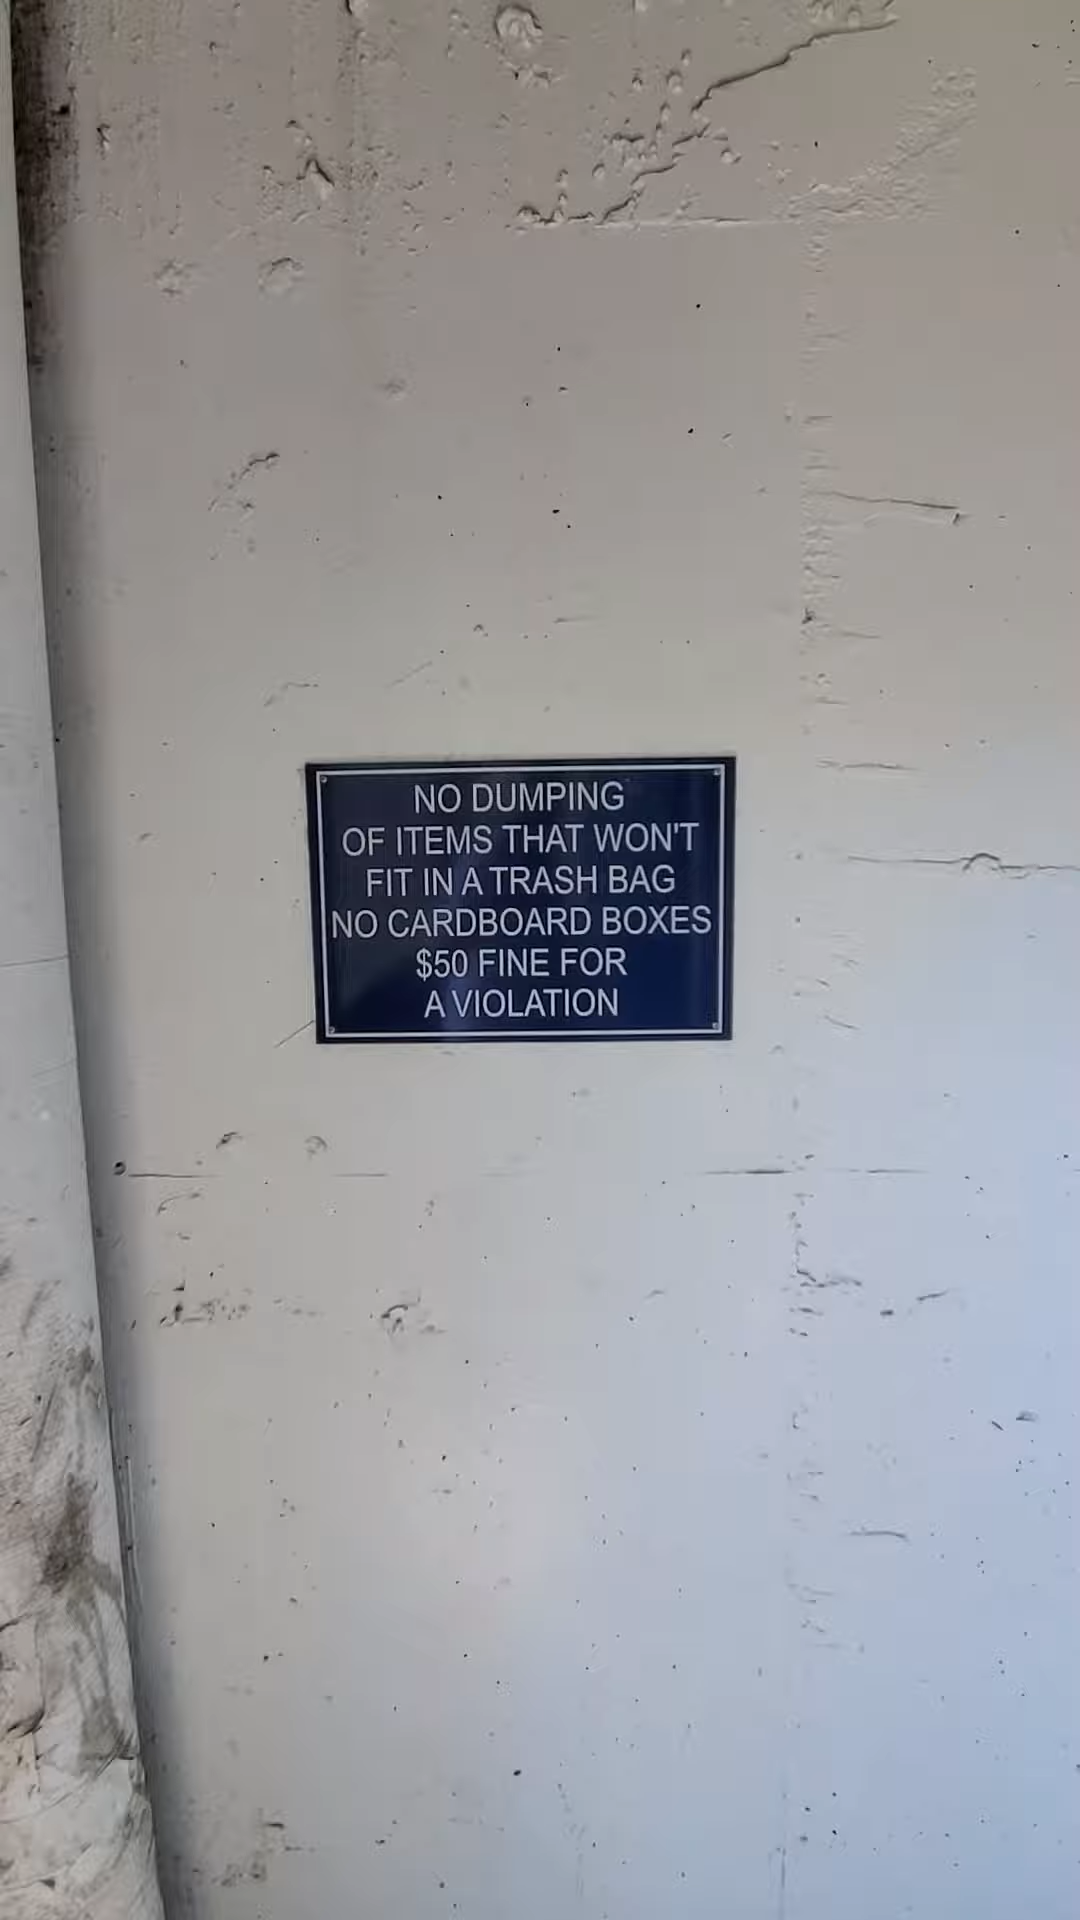 NO DUMPING
OF ITEMS THAT WON'T
FIT IN A TRASH BAG
NO CARDBOARD BOXES
$50 FINE FOR
A VIOLATION